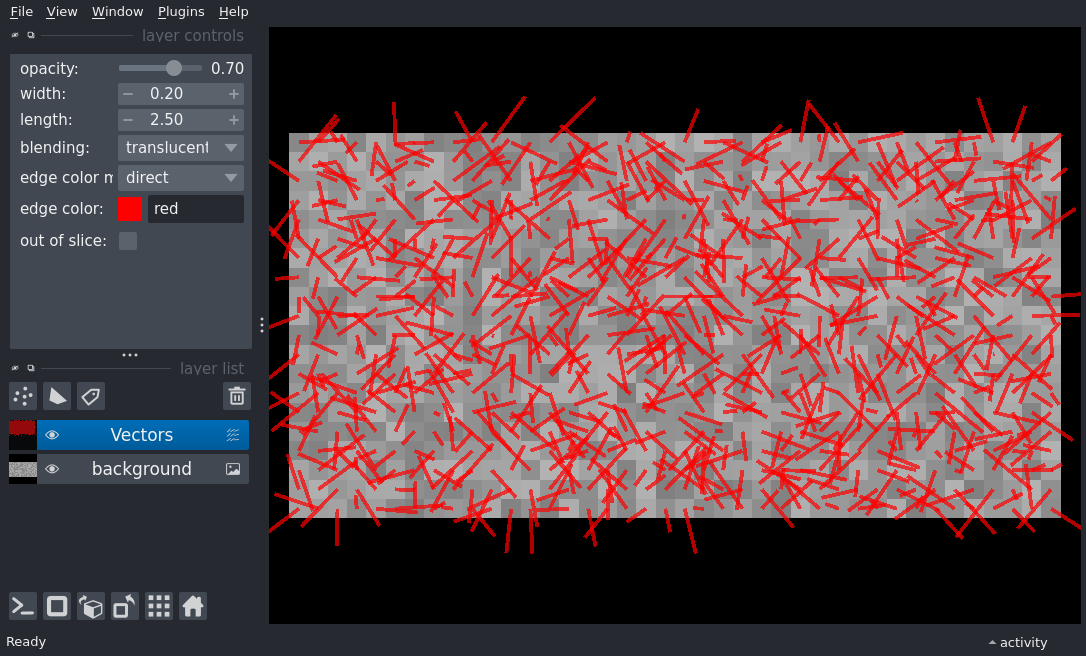 File View Window Plugins Help
layer controls
opacity: 0.70
width: − 0.20 +
length: − 2.50 +
blending: translucent
edge color m direct
edge color: red
out of slice:
layer list
Vectors
background
Ready activity